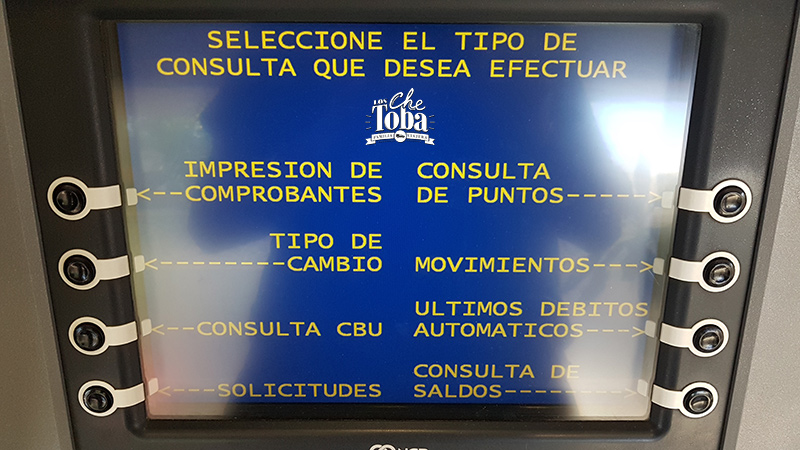 SELECCIONE EL TIPO DE
CONSULTA QUE DESEA EFECTUAR
LOS Che
Toba
IMPRESION DE
<--COMPROBANTES
CONSULTA
DE PUNTOS----->
TIPO DE
<--------CAMBIO
MOVIMIENTOS--->
<--CONSULTA CBU
ULTIMOS DEBITOS
AUTOMATICOS--->
<---SOLICITUDES
CONSULTA DE
SALDOS-------->